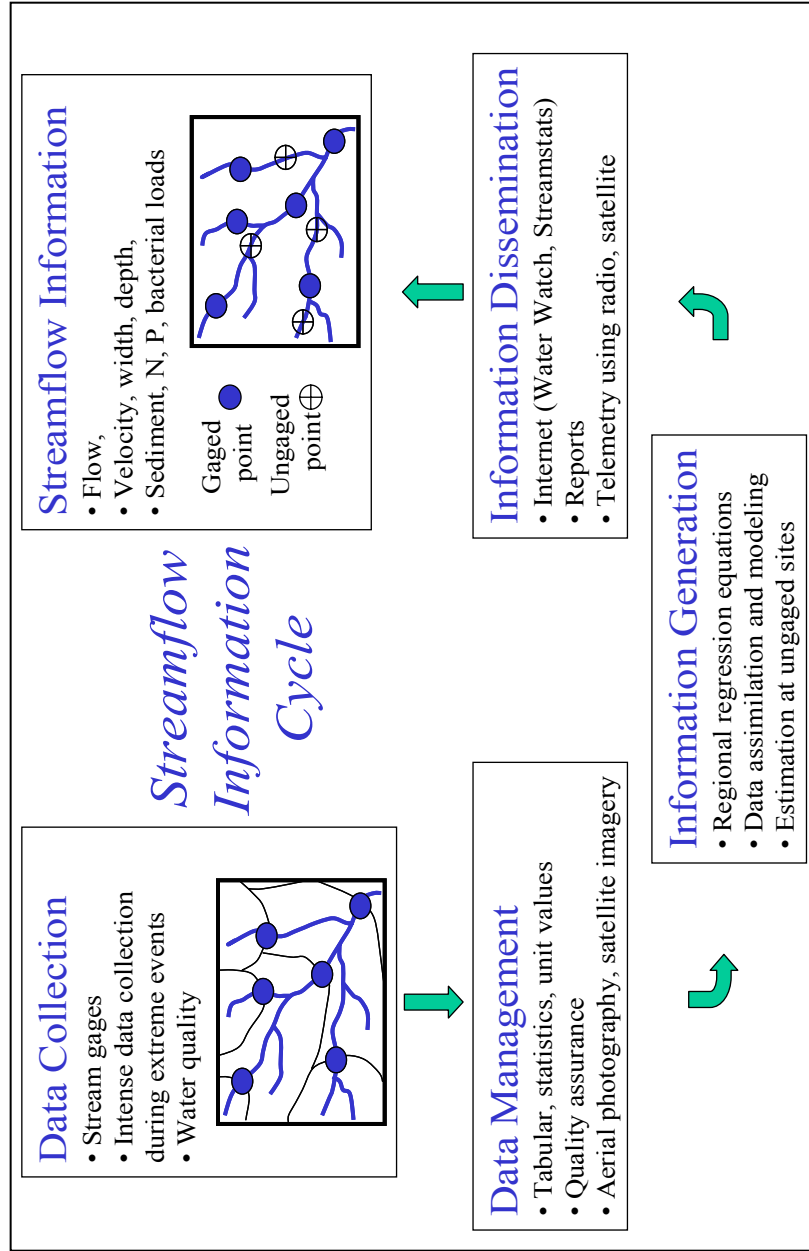 Streamflow
Information
Cycle
Data Collection
• Stream gages
• Intense data collection
during extreme events
• Water quality
Data Management
• Tabular, statistics, unit values
• Quality assurance
• Aerial photography, satellite imagery
Information Generation
• Regional regression equations
• Data assimilation and modeling
• Estimation at ungaged sites
Information Dissemination
• Internet (Water Watch, Streamstats)
• Reports
• Telemetry using radio, satellite
Streamflow Information
• Flow,
• Velocity, width, depth,
• Sediment, N, P, bacterial loads
Gaged
point
Ungaged
point